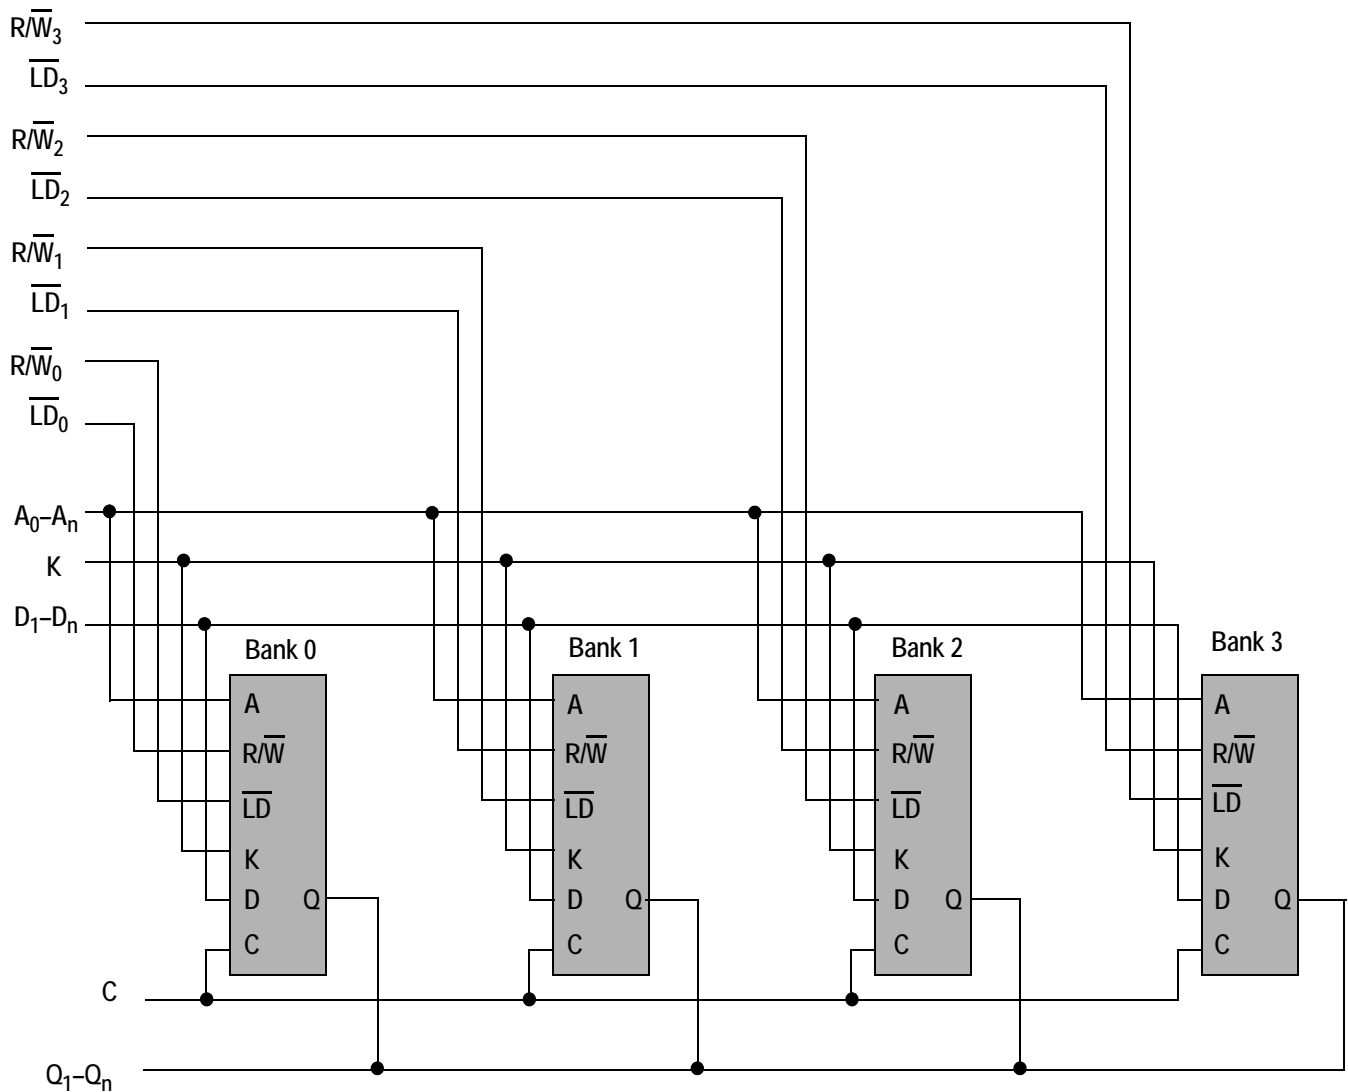 R/W̅₃
L̅D̅₃
R/W̅₂
L̅D̅₂
R/W̅₁
L̅D̅₁
R/W̅₀
L̅D̅₀
A₀–Aₙ
K
D₁–Dₙ
Bank 0
A
R/W̅
L̅D̅
K
D
Q
C
Bank 1
A
R/W̅
L̅D̅
K
D
Q
C
Bank 2
A
R/W̅
L̅D̅
K
D
Q
C
Bank 3
A
R/W̅
L̅D̅
K
D
Q
C
C
Q₁–Qₙ